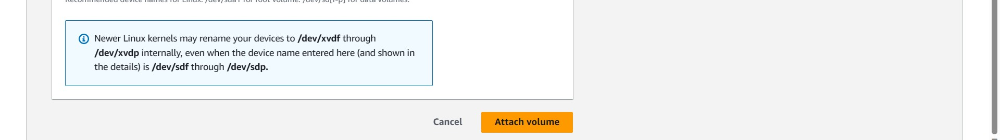 Recommended device names for Linux: /dev/sda1 for root volume. /dev/sd[f-p] for data volumes.
Newer Linux kernels may rename your devices to /dev/xvdf through
/dev/xvdp internally, even when the device name entered here (and shown in
the details) is /dev/sdf through /dev/sdp.
Cancel
Attach volume